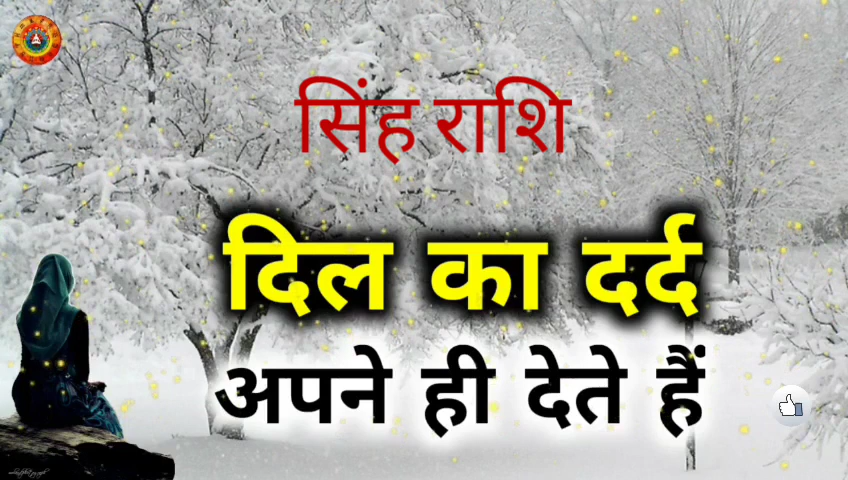 सिंह राशि
दिल का दर्द
अपने ही देते हैं